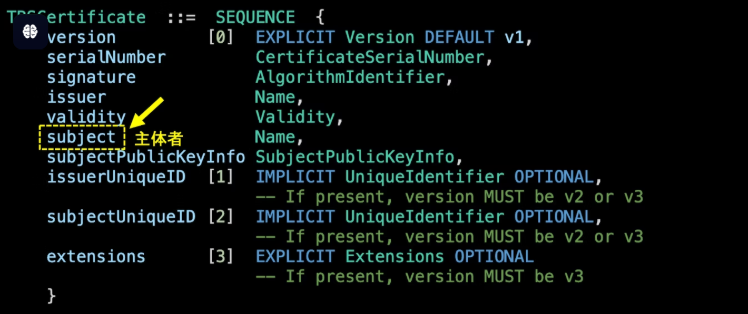 TBSCertificate ::= SEQUENCE {
version [0] EXPLICIT Version DEFAULT v1,
serialNumber CertificateSerialNumber,
signature AlgorithmIdentifier,
issuer Name,
validity Validity,
subject 主体者 Name,
subjectPublicKeyInfo SubjectPublicKeyInfo,
issuerUniqueID [1] IMPLICIT UniqueIdentifier OPTIONAL,
-- If present, version MUST be v2 or v3
subjectUniqueID [2] IMPLICIT UniqueIdentifier OPTIONAL,
-- If present, version MUST be v2 or v3
extensions [3] EXPLICIT Extensions OPTIONAL
-- If present, version MUST be v3
}